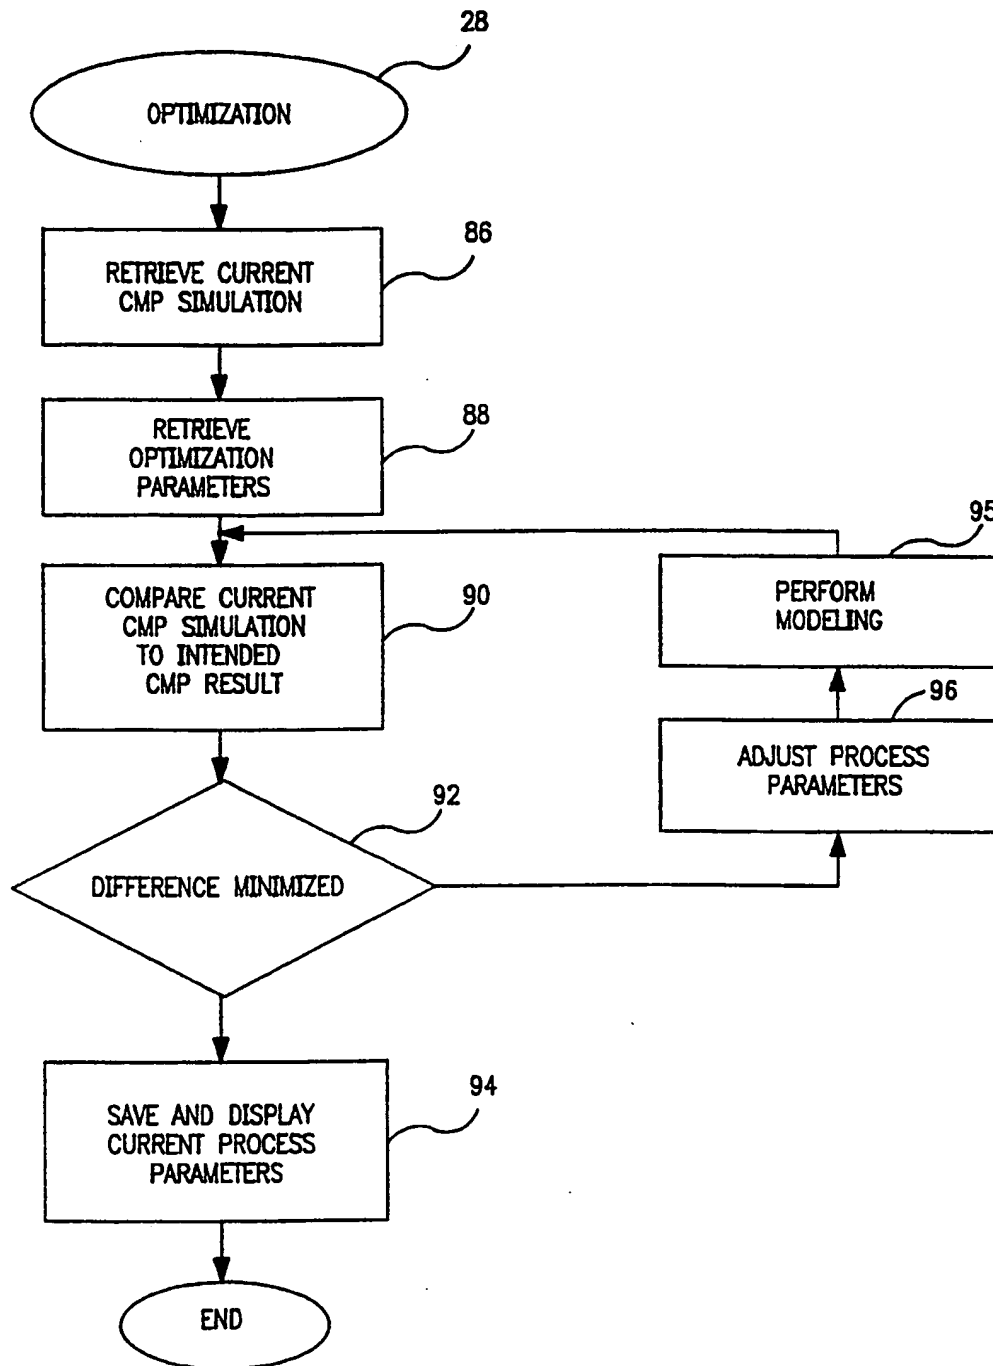 28
OPTIMIZATION
86
RETRIEVE CURRENT
CMP SIMULATION
88
RETRIEVE
OPTIMIZATION
PARAMETERS
95
PERFORM
MODELING
90
COMPARE CURRENT
CMP SIMULATION
TO INTENDED
CMP RESULT
96
ADJUST PROCESS
PARAMETERS
92
DIFFERENCE MINIMIZED
94
SAVE AND DISPLAY
CURRENT PROCESS
PARAMETERS
END